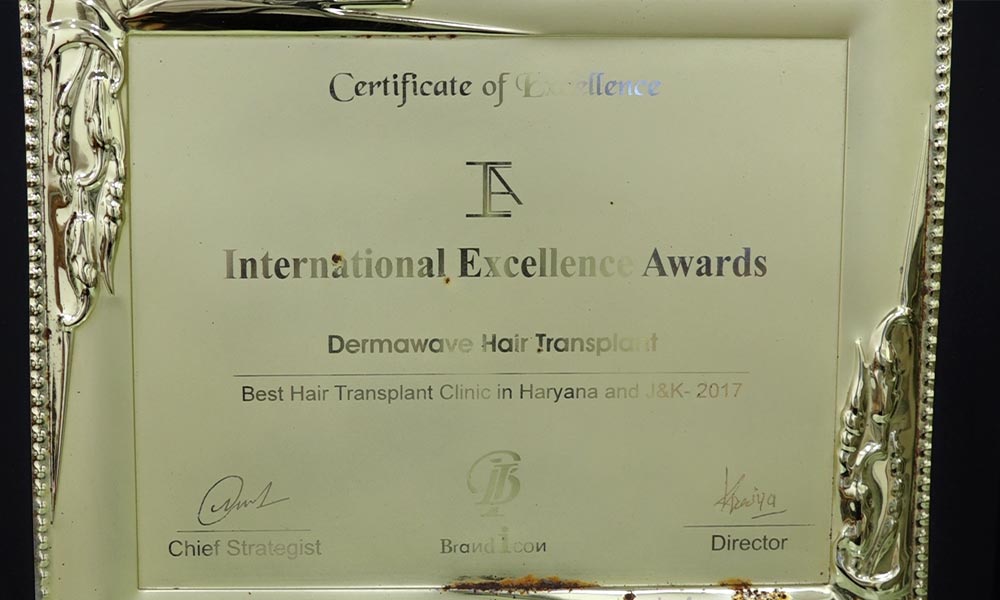 Certificate of Excellence
IEA
International Excellence Awards
Dermawave Hair Transplant
Best Hair Transplant Clinic in Haryana and J&K- 2017
Chief Strategist
Brand icon
Director